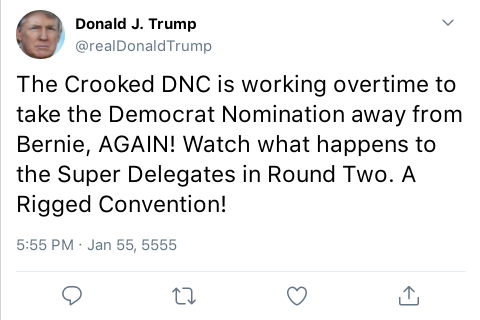 Donald J. Trump
@realDonaldTrump
The Crooked DNC is working overtime to
take the Democrat Nomination away from
Bernie, AGAIN! Watch what happens to
the Super Delegates in Round Two. A
Rigged Convention!
5:55 PM · Jan 55, 5555